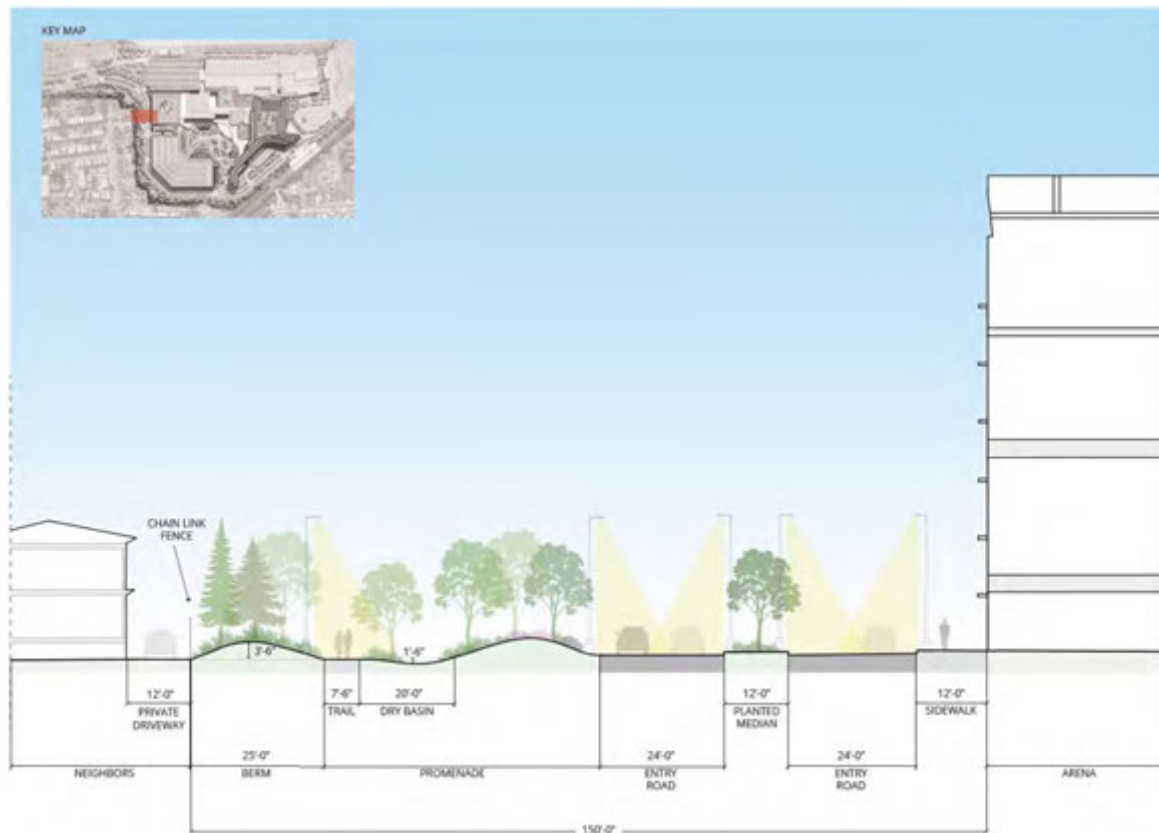 KEY MAP
CHAIN LINK
FENCE
3'-6"
1'-6"
12'-0"
PRIVATE
DRIVEWAY
7'-6"
TRAIL
20'-0"
DRY BASIN
12'-0"
PLANTED
MEDIAN
12'-0"
SIDEWALK
NEIGHBORS
25'-0"
BERM
PROMENADE
24'-0"
ENTRY
ROAD
24'-0"
ENTRY
ROAD
ARENA
150'-0"